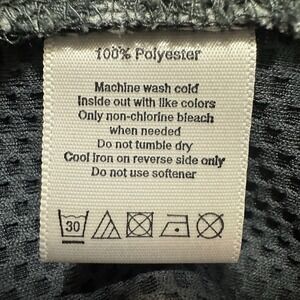 100% Polyester
Machine wash cold
Inside out with like colors
Only non-chlorine bleach
when needed
Do not tumble dry
Cool iron on reverse side only
Do not use softener
30